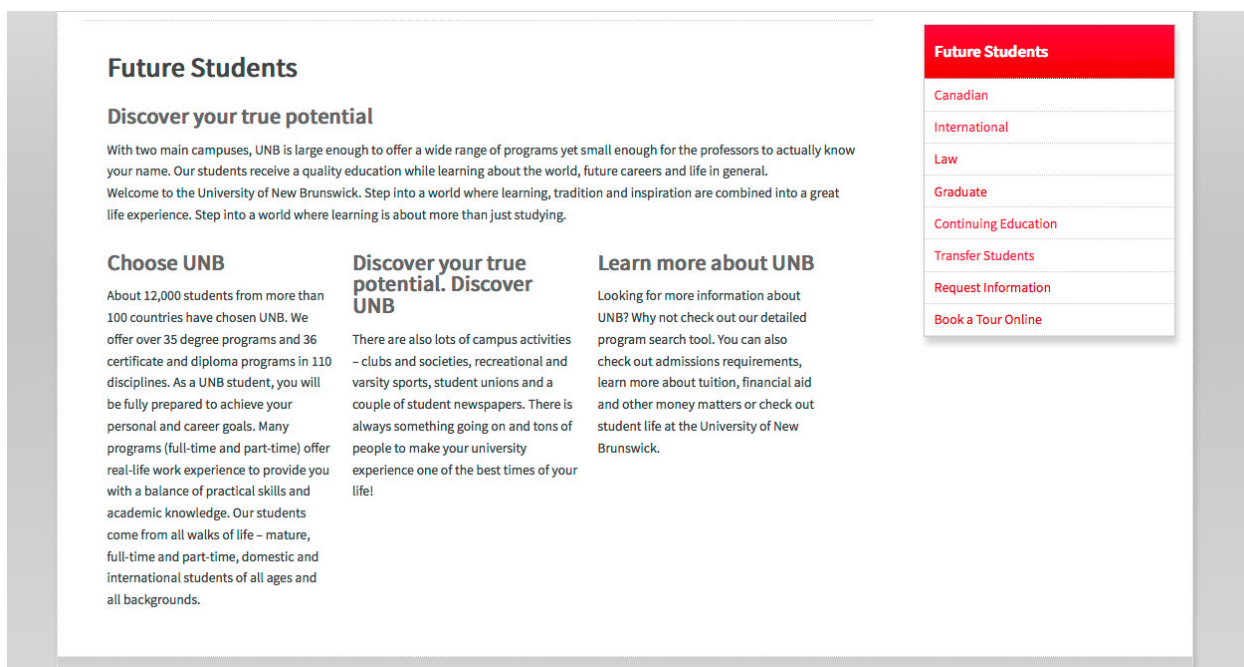 Future Students
Discover your true potential
With two main campuses, UNB is large enough to offer a wide range of programs yet small enough for the professors to actually know
your name. Our students receive a quality education while learning about the world, future careers and life in general.
Welcome to the University of New Brunswick. Step into a world where learning, tradition and inspiration are combined into a great
life experience. Step into a world where learning is about more than just studying.
Choose UNB
About 12,000 students from more than
100 countries have chosen UNB. We
offer over 35 degree programs and 36
certificate and diploma programs in 110
disciplines. As a UNB student, you will
be fully prepared to achieve your
personal and career goals. Many
programs (full-time and part-time) offer
real-life work experience to provide you
with a balance of practical skills and
academic knowledge. Our students
come from all walks of life – mature,
full-time and part-time, domestic and
international students of all ages and
all backgrounds.
Discover your true
potential. Discover
UNB
There are also lots of campus activities
– clubs and societies, recreational and
varsity sports, student unions and a
couple of student newspapers. There is
always something going on and tons of
people to make your university
experience one of the best times of your
life!
Learn more about UNB
Looking for more information about
UNB? Why not check out our detailed
program search tool. You can also
check out admissions requirements,
learn more about tuition, financial aid
and other money matters or check out
student life at the University of New
Brunswick.
Future Students
Canadian
International
Law
Graduate
Continuing Education
Transfer Students
Request Information
Book a Tour Online